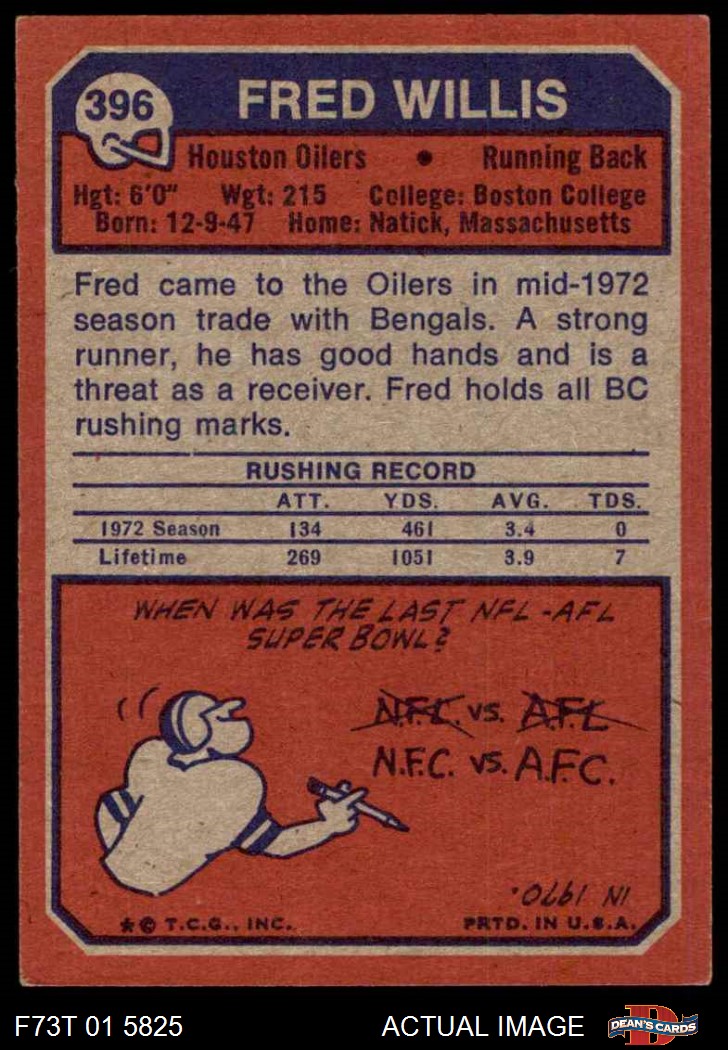 396
FRED WILLIS
Houston Oilers • Running Back
Hgt: 6'0" Wgt: 215 College: Boston College
Born: 12-9-47 Home: Natick, Massachusetts
Fred came to the Oilers in mid-1972
season trade with Bengals. A strong
runner, he has good hands and is a
threat as a receiver. Fred holds all BC
rushing marks.
RUSHING RECORD
ATT. YDS. AVG. TDS.
1972 Season 134 461 3.4 0
Lifetime 269 1051 3.9 7
WHEN WAS THE LAST NFL-AFL
SUPER BOWL?
N.F.L. VS. A.F.L
N.F.C. VS. A.F.C.
IN 1970.
★ © T.C.G., INC. PRTD. IN U.S.A.
F73T 01 5825 ACTUAL IMAGE DEAN'S CARDS